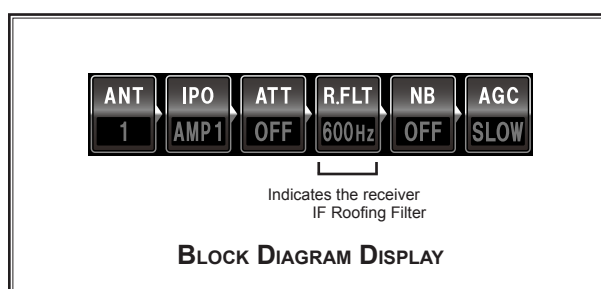 ANT IPO ATT R.FLT NB AGC
1 AMP1 OFF 600Hz OFF SLOW
Indicates the receiver
IF Roofing Filter
BLOCK DIAGRAM DISPLAY